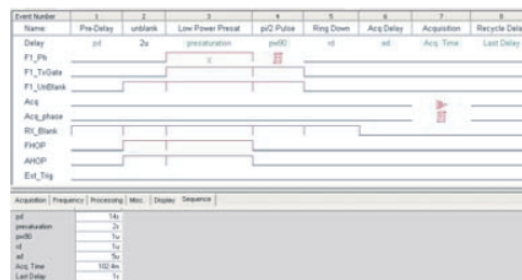 Event Number 1 2 3 4 5 6 7 8
Name: Pre-Delay unblank Low Power Presat pi/2 Pulse Ring Down Acq Delay Acquisition Recycle Dela
Delay pd 2u presaturation pw90 rd ad Acq. Time Last Delay
F1_Ph X
F1_TxGate
F1_UnBlank
Acq
Acq_phase
RX_Blank
FHOP
AHOP
Ext_Trig
Acquisition Frequency Processing Misc. Display Sequence
pd 14s
presaturation 2s
pw90 1u
rd 1u
ad 5u
Acq. Time 102.4m
Last Delay 1s